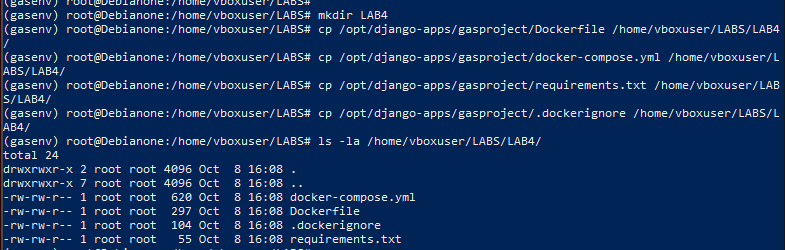 (gasenv) root@Debianone:/home/vboxuser/LABS#
(gasenv) root@Debianone:/home/vboxuser/LABS# mkdir LAB4
(gasenv) root@Debianone:/home/vboxuser/LABS# cp /opt/django-apps/gasproject/Dockerfile /home/vboxuser/LABS/LAB4
/
(gasenv) root@Debianone:/home/vboxuser/LABS# cp /opt/django-apps/gasproject/docker-compose.yml /home/vboxuser/L
ABS/LAB4/
(gasenv) root@Debianone:/home/vboxuser/LABS# cp /opt/django-apps/gasproject/requirements.txt /home/vboxuser/LAB
S/LAB4/
(gasenv) root@Debianone:/home/vboxuser/LABS# cp /opt/django-apps/gasproject/.dockerignore /home/vboxuser/LABS/L
AB4/
(gasenv) root@Debianone:/home/vboxuser/LABS# ls -la /home/vboxuser/LABS/LAB4/
total 24
drwxrwxr-x 2 root root 4096 Oct  8 16:08 .
drwxrwxr-x 7 root root 4096 Oct  8 16:08 ..
-rw-rw-r-- 1 root root  620 Oct  8 16:08 docker-compose.yml
-rw-rw-r-- 1 root root  297 Oct  8 16:08 Dockerfile
-rw-rw-r-- 1 root root  104 Oct  8 16:08 .dockerignore
-rw-rw-r-- 1 root root   55 Oct  8 16:08 requirements.txt